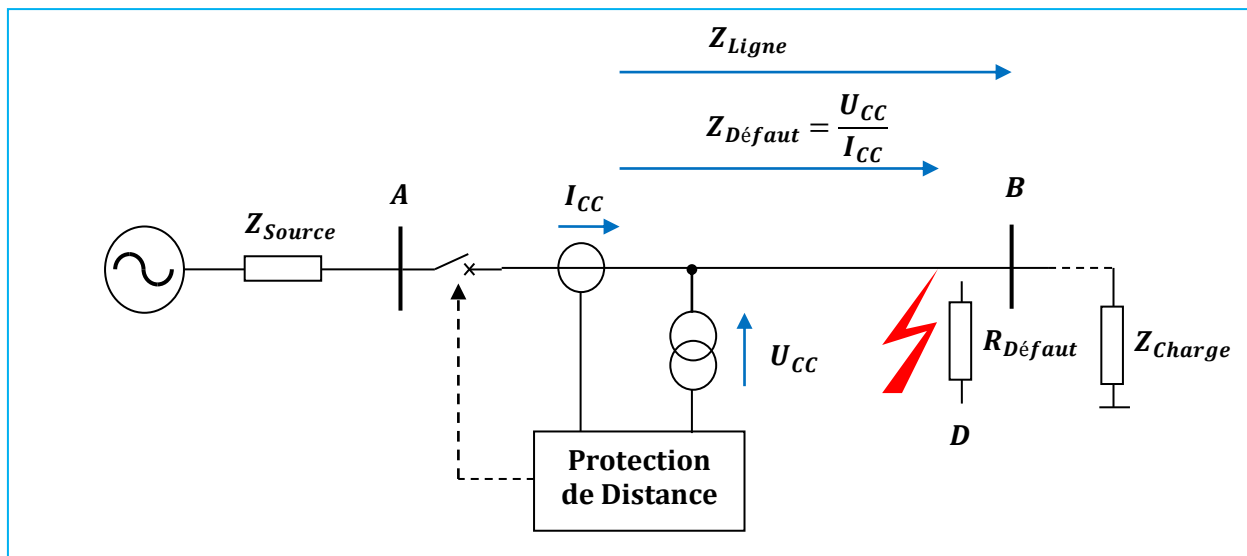 Z_Ligne
Z_Défaut = U_CC / I_CC
A
B
I_CC
Z_Source
U_CC
R_Défaut
Z_Charge
D
Protection
de Distance